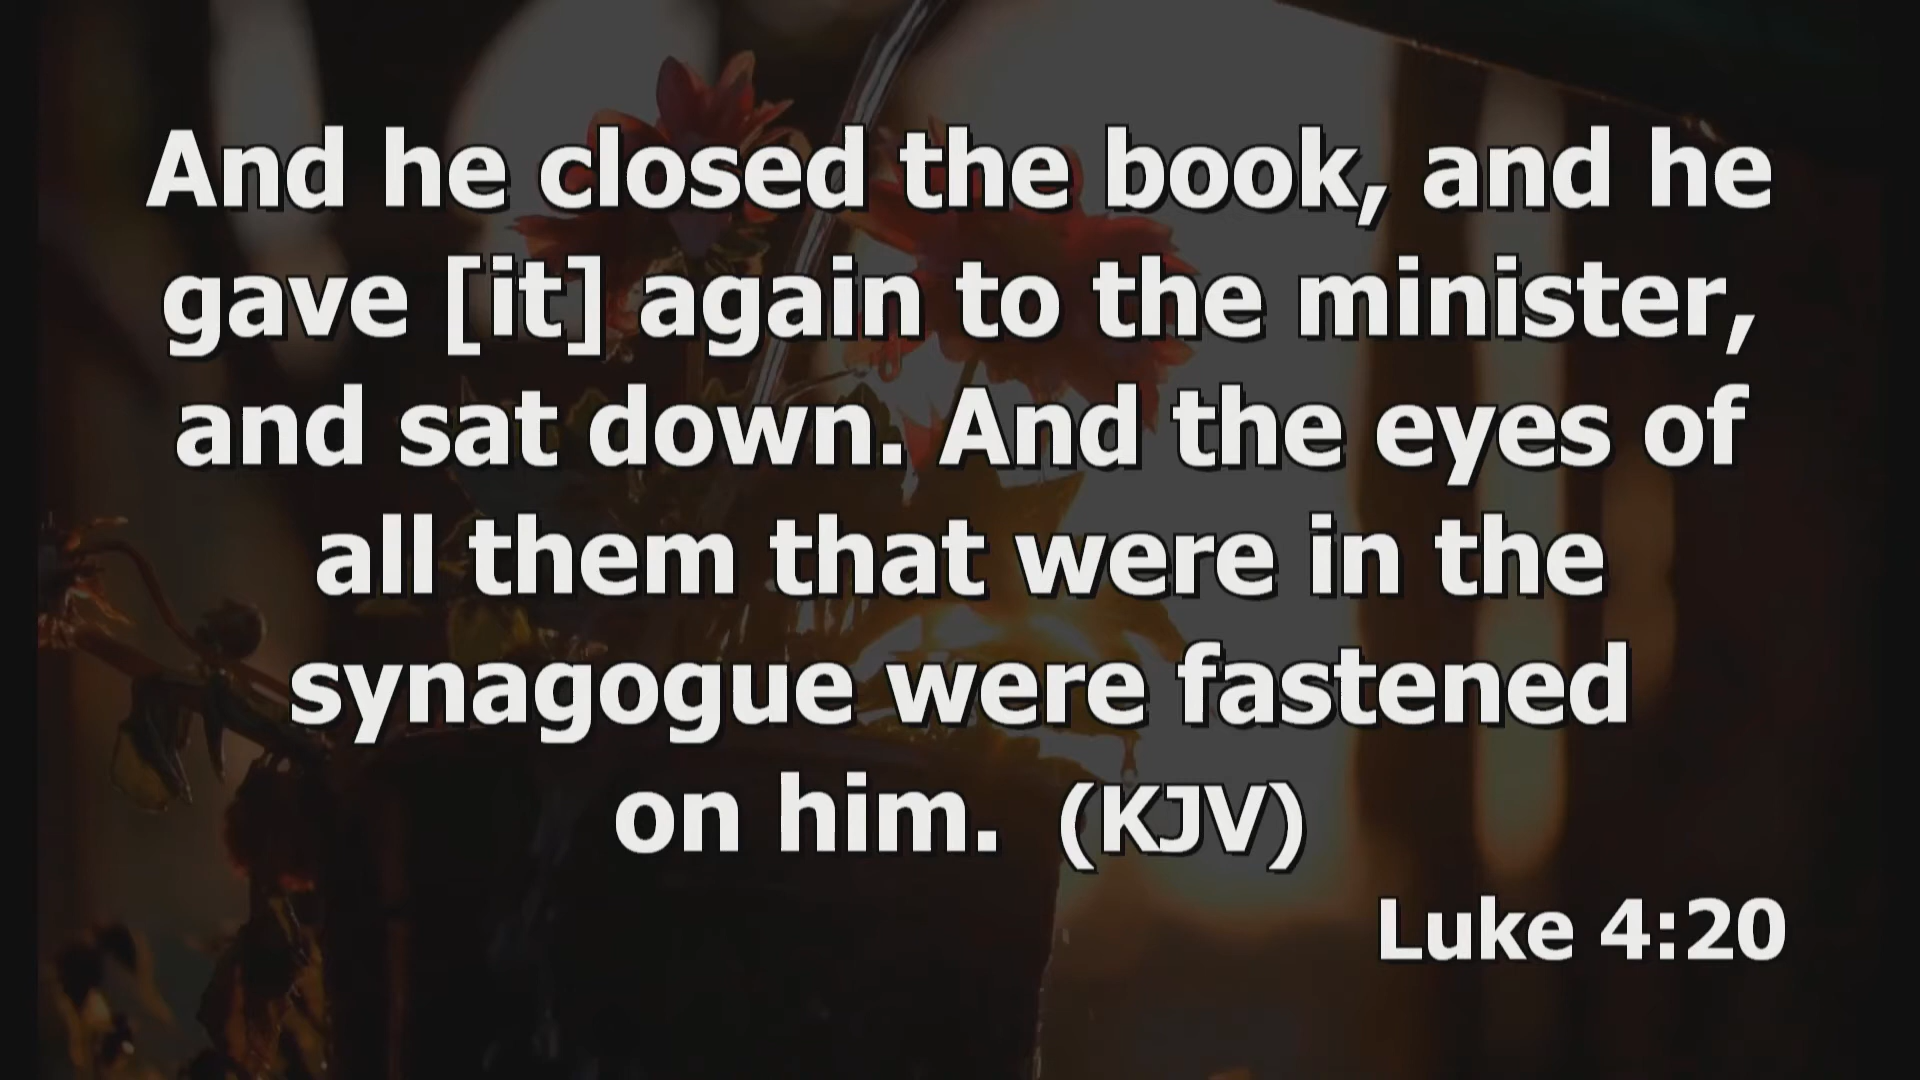 And he closed the book, and he
gave [it] again to the minister,
and sat down. And the eyes of
all them that were in the
synagogue were fastened
on him. (KJV)
Luke 4:20